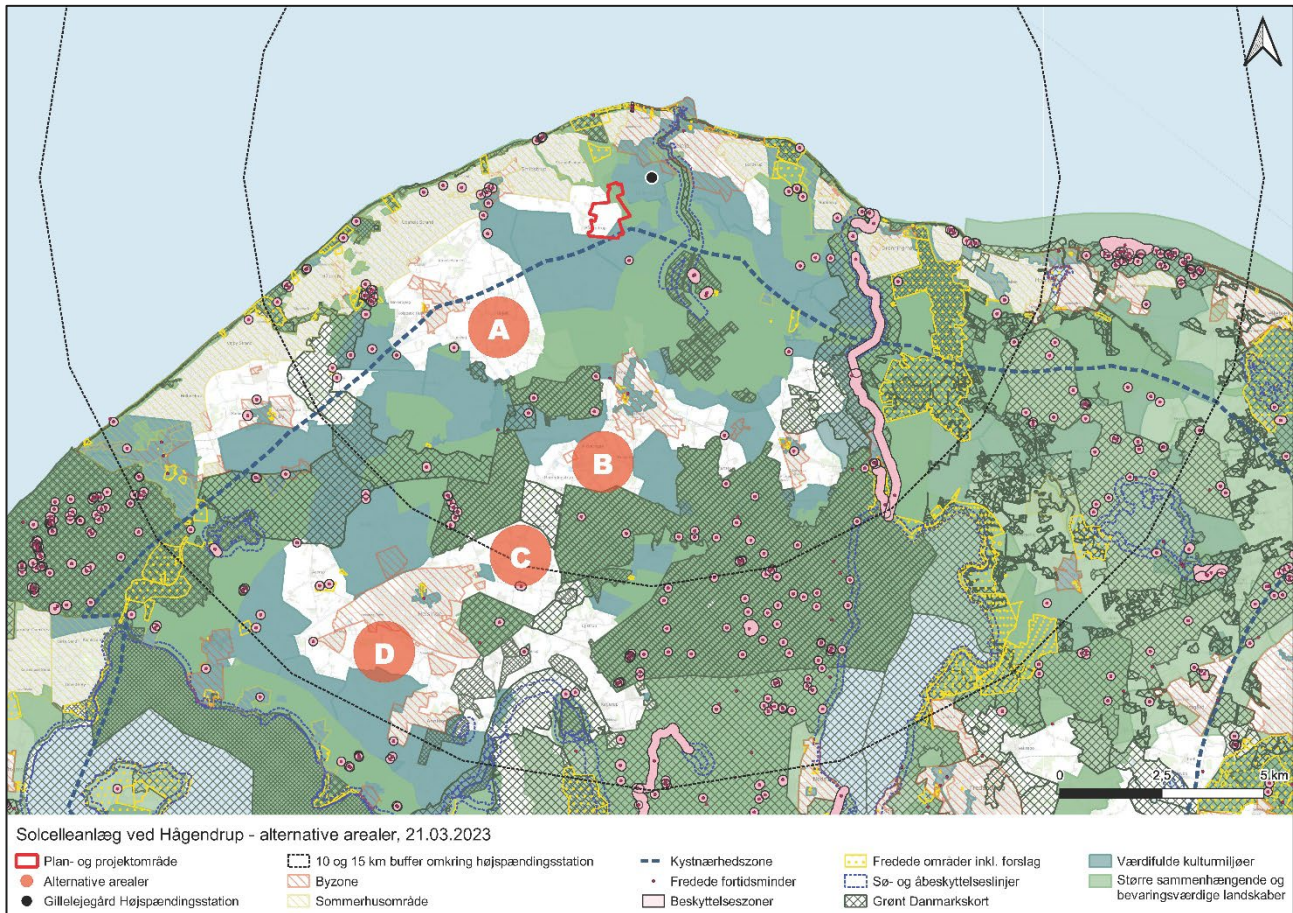 A
B
C
D
0
2,5
5 km
Solcelleanlæg ved Hågendrup - alternative arealer, 21.03.2023
Plan- og projektområde
Alternative arealer
Gillelejegård Højspændingsstation
10 og 15 km buffer omkring højspændingsstation
Byzone
Sommerhusområde
Kystnærhedszone
Fredede fortidsminder
Beskyttelseszoner
Fredede områder inkl. forslag
Sø- og åbeskyttelseslinjer
Grønt Danmarkskort
Værdifulde kulturmiljøer
Større sammenhængende og
bevaringsværdige landskaber